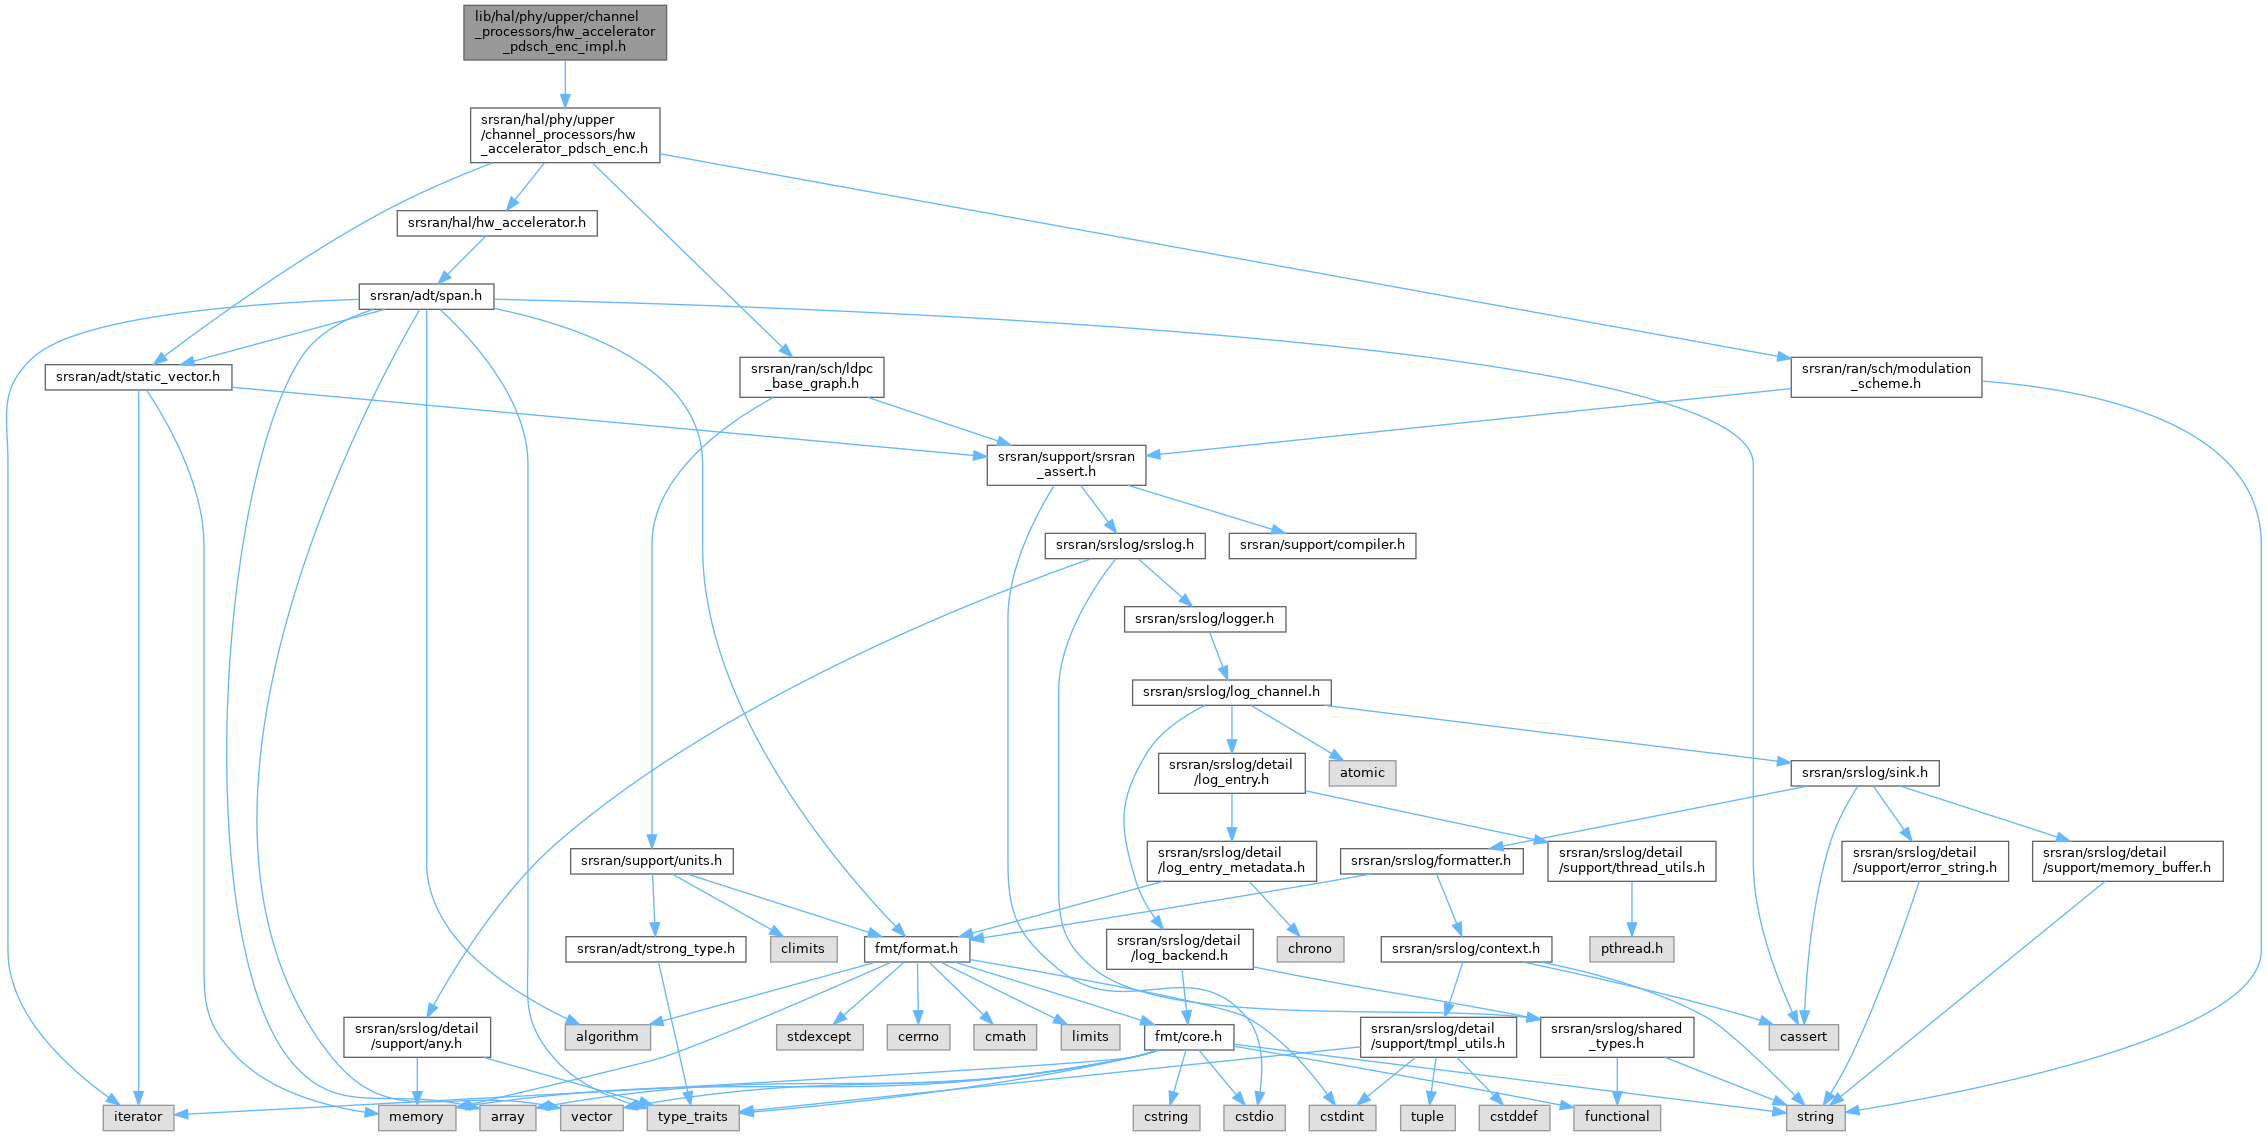 lib/hal/phy/upper/channel
_processors/hw_accelerator
_pdsch_enc_impl.h
srsran/hal/phy/upper
/channel_processors/hw
_accelerator_pdsch_enc.h
srsran/hal/hw_accelerator.h
srsran/adt/span.h
srsran/adt/static_vector.h
srsran/ran/sch/ldpc
_base_graph.h
srsran/ran/sch/modulation
_scheme.h
srsran/support/srsran
_assert.h
srsran/srslog/srslog.h
srsran/support/compiler.h
srsran/srslog/logger.h
srsran/srslog/log_channel.h
srsran/srslog/detail
/log_entry.h
atomic
srsran/srslog/sink.h
srsran/support/units.h
srsran/srslog/detail
/log_entry_metadata.h
srsran/srslog/formatter.h
srsran/srslog/detail
/support/thread_utils.h
srsran/srslog/detail
/support/error_string.h
srsran/srslog/detail
/support/memory_buffer.h
srsran/adt/strong_type.h
climits
fmt/format.h
srsran/srslog/detail
/log_backend.h
chrono
srsran/srslog/context.h
pthread.h
srsran/srslog/detail
/support/any.h
algorithm
stdexcept
cerrno
cmath
limits
fmt/core.h
srsran/srslog/detail
/support/tmpl_utils.h
srsran/srslog/shared
_types.h
cassert
iterator
memory
array
vector
type_traits
cstring
cstdio
cstdint
tuple
cstddef
functional
string